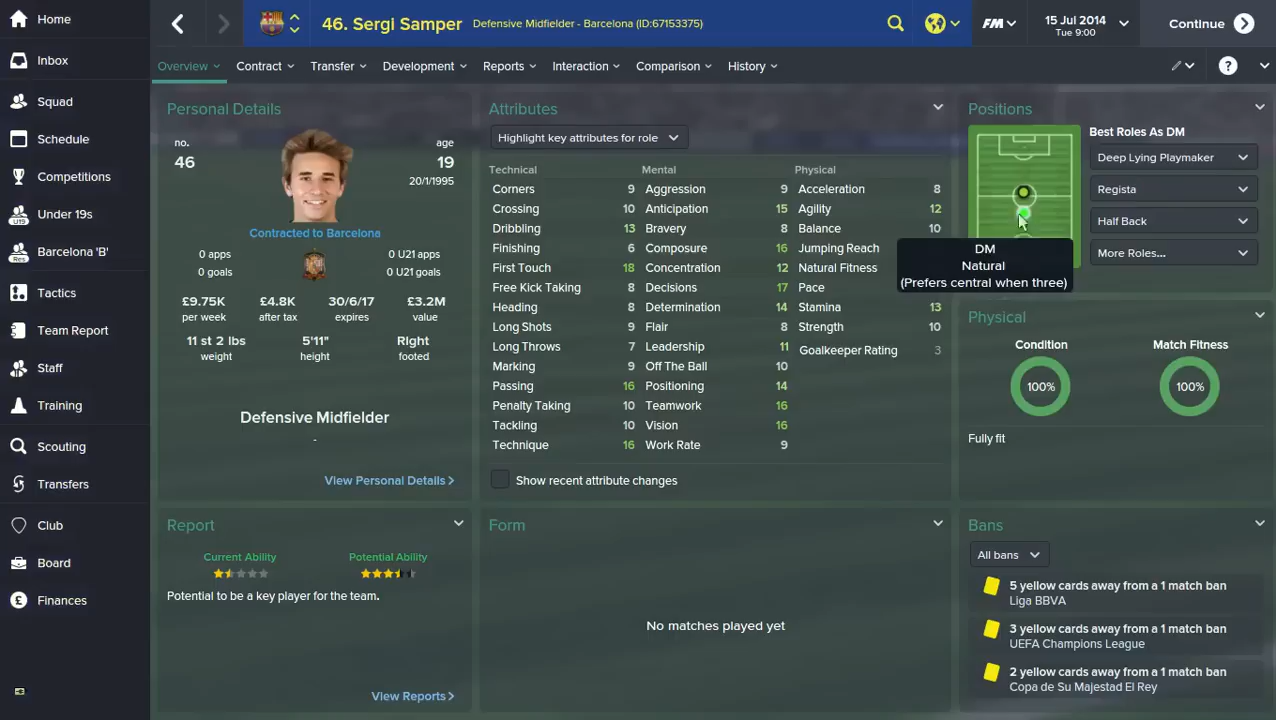 Home
Inbox
Squad
Schedule
Competitions
Under 19s
Barcelona 'B'
Tactics
Team Report
Staff
Training
Scouting
Transfers
Club
Board
Finances
46. Sergi Samper
Defensive Midfielder - Barcelona (ID:67153375)
FM
15 Jul 2014
Tue 9:00
Continue
Overview
Contract
Transfer
Development
Reports
Interaction
Comparison
History
?
Personal Details
no.
46
age
19
20/1/1995
Contracted to Barcelona
0 apps
0 goals
0 U21 apps
0 U21 goals
£9.75K
per week
£4.8K
after tax
30/6/17
expires
£3.2M
value
11 st 2 lbs
weight
5'11"
height
Right
footed
Defensive Midfielder
-
View Personal Details >
Attributes
Highlight key attributes for role
Technical
Corners 9
Crossing 10
Dribbling 13
Finishing 6
First Touch 18
Free Kick Taking 8
Heading 8
Long Shots 9
Long Throws 7
Marking 9
Passing 16
Penalty Taking 10
Tackling 10
Technique 16
Mental
Aggression 9
Anticipation 15
Bravery 8
Composure 16
Concentration 12
Decisions 17
Determination 14
Flair 8
Leadership 11
Off The Ball 10
Positioning 14
Teamwork 16
Vision 16
Work Rate 9
Physical
Acceleration 8
Agility 12
Balance 10
Jumping Reach
Natural Fitness
Pace
Stamina 13
Strength 10
Goalkeeper Rating 3
Show recent attribute changes
Positions
DM
Natural
(Prefers central when three)
Best Roles As DM
Deep Lying Playmaker
Regista
Half Back
More Roles...
Physical
Condition
100%
Match Fitness
100%
Fully fit
Report
Current Ability
Potential Ability
Potential to be a key player for the team.
View Reports >
Form
No matches played yet
Bans
All bans
5 yellow cards away from a 1 match ban
Liga BBVA
3 yellow cards away from a 1 match ban
UEFA Champions League
2 yellow cards away from a 1 match ban
Copa de Su Majestad El Rey